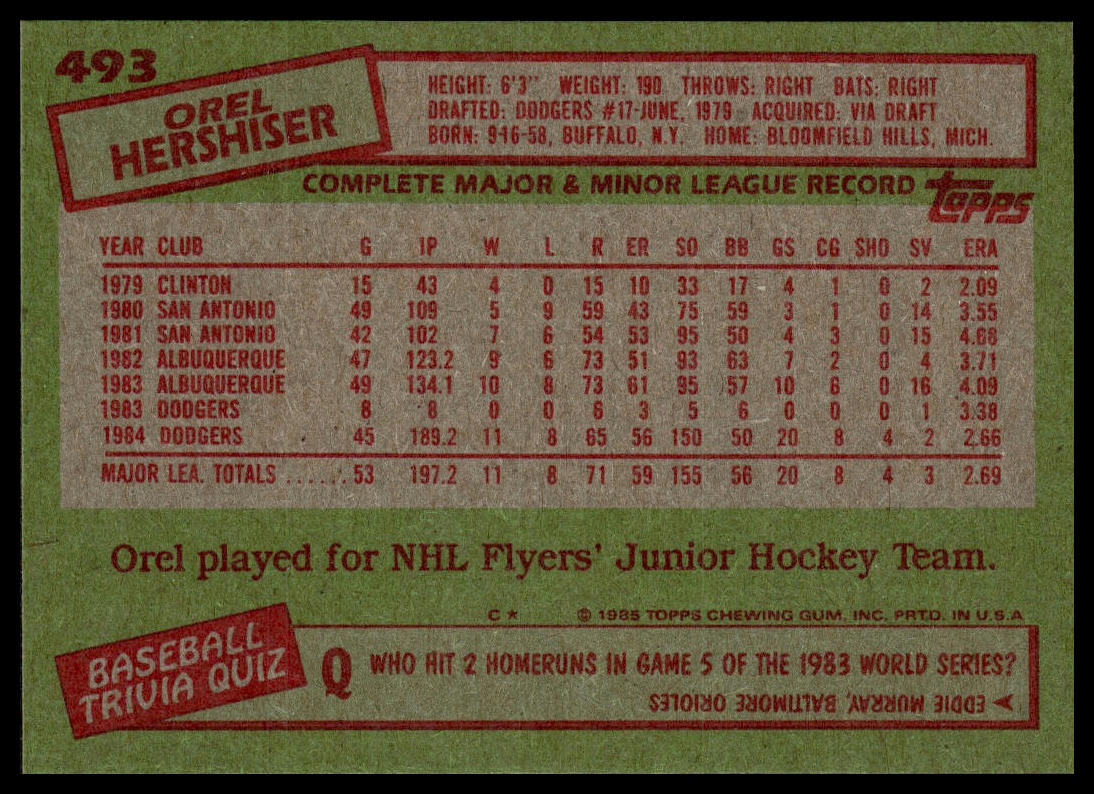 493
OREL
HERSHISER
HEIGHT: 6'3" WEIGHT: 190 THROWS: RIGHT BATS: RIGHT
DRAFTED: DODGERS #17-JUNE, 1979 - ACQUIRED: VIA DRAFT
BORN: 9-16-58, BUFFALO, N.Y. HOME: BLOOMFIELD HILLS, MICH.
COMPLETE MAJOR & MINOR LEAGUE RECORD topps
YEAR CLUB G IP W L R ER SO BB GS CG SHO SV ERA
1979 CLINTON 15 43 4 0 15 10 33 17 4 1 0 2 2.09
1980 SAN ANTONIO 49 109 5 9 59 43 75 59 3 1 0 14 3.55
1981 SAN ANTONIO 42 102 7 6 54 53 95 50 4 3 0 15 4.68
1982 ALBUQUERQUE 47 123.2 9 6 73 51 93 63 7 2 0 4 3.71
1983 ALBUQUERQUE 49 134.1 10 8 73 61 95 57 10 6 0 16 4.09
1983 DODGERS 8 8 0 0 6 3 5 6 0 0 0 1 3.38
1984 DODGERS 45 189.2 11 8 65 56 150 50 20 8 4 2 2.66
MAJOR LEA. TOTALS ...... 53 197.2 11 8 71 59 155 56 20 8 4 3 2.69
Orel played for NHL Flyers' Junior Hockey Team.
C * © 1985 TOPPS CHEWING GUM, INC. PRTD. IN U.S.A
BASEBALL
TRIVIA QUIZ
Q WHO HIT 2 HOMERUNS IN GAME 5 OF THE 1983 WORLD SERIES?
EDDIE MURRAY, BALTIMORE ORIOLES